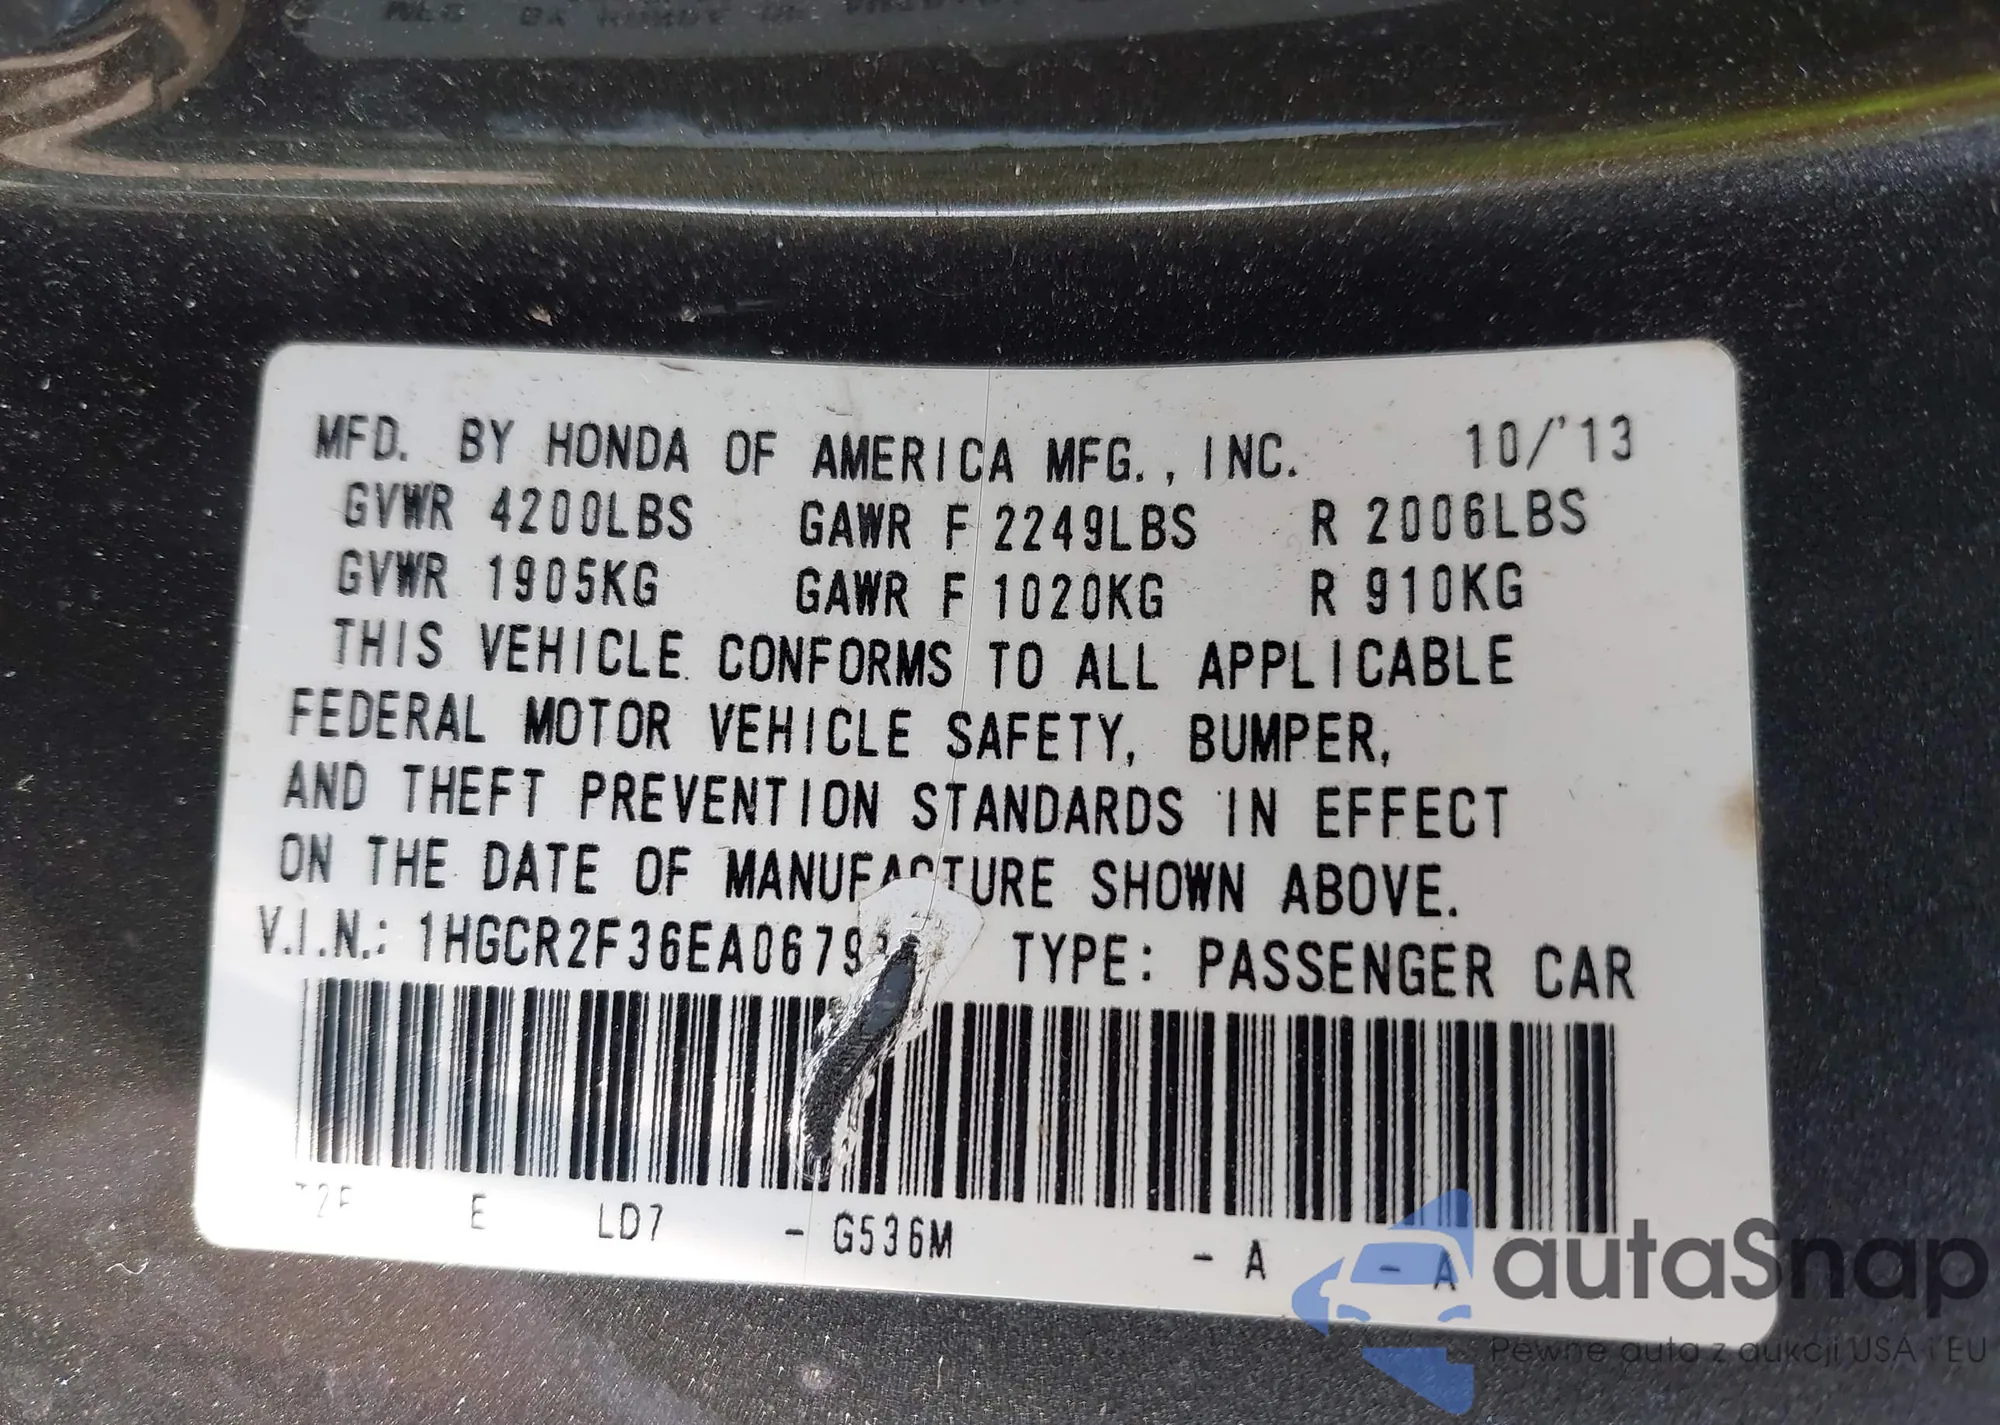 MFD. BY HONDA OF AMERICA MFG., INC. 10/'13
GVWR 4200LBS GAWR F 2249LBS R 2006LBS
GVWR 1905KG GAWR F 1020KG R 910KG
THIS VEHICLE CONFORMS TO ALL APPLICABLE
FEDERAL MOTOR VEHICLE SAFETY, BUMPER,
AND THEFT PREVENTION STANDARDS IN EFFECT
ON THE DATE OF MANUFACTURE SHOWN ABOVE.
V.I.N.: TYPE: PASSENGER CAR
E LD7 - G536M - A - A
autaSnap
Pewne auta z aukcji USA i EU